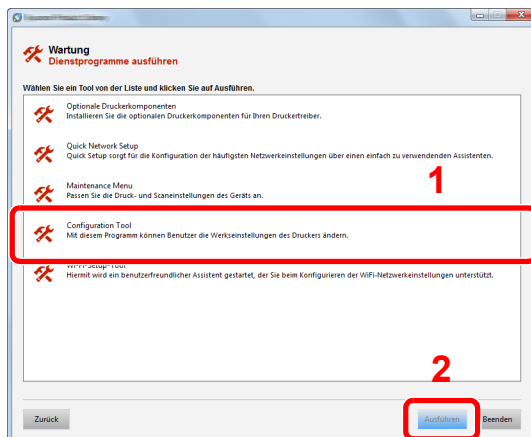 Wartung
Dienstprogramme ausführen
Wählen Sie ein Tool von der Liste und klicken Sie auf Ausführen.
Optionale Druckerkomponenten
Installieren Sie die optionalen Druckerkomponenten für Ihren Druckertreiber.
Quick Network Setup
Quick Setup sorgt für die Konfiguration der häufigsten Netzwerkeinstellungen über einen einfach zu verwendenden Assistenten.
1
Maintenance Menu
Passen Sie die Druck- und Scaneinstellungen des Geräts an.
Configuration Tool
Mit diesem Programm können Benutzer die Werkseinstellungen des Druckers ändern.
Wi-Fi-Setup-Tool
Hiermit wird ein benutzerfreundlicher Assistent gestartet, der Sie beim Konfigurieren der WiFi-Netzwerkeinstellungen unterstützt.
2
Zurück
Ausführen
Beenden